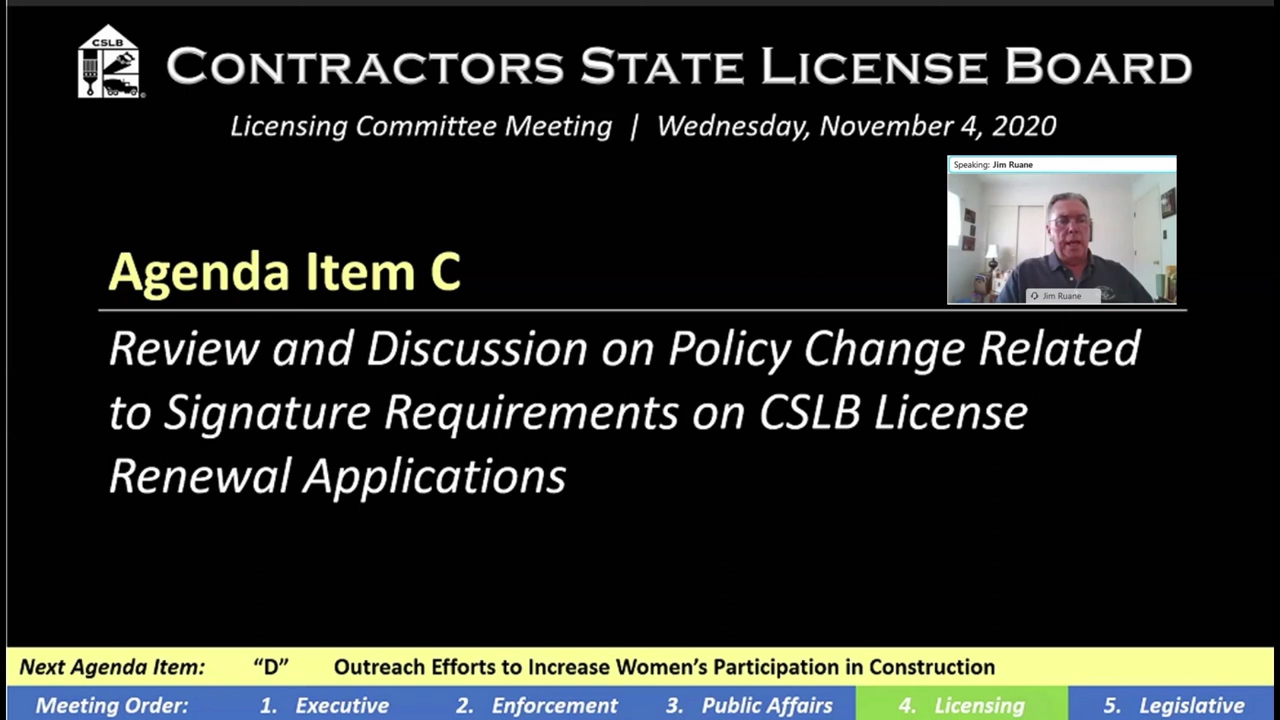 CSLB
CONTRACTORS STATE LICENSE BOARD
Licensing Committee Meeting | Wednesday, November 4, 2020
Speaking: Jim Ruane
Jim Ruane
Agenda Item C
Review and Discussion on Policy Change Related
to Signature Requirements on CSLB License
Renewal Applications
Next Agenda Item: “D” Outreach Efforts to Increase Women’s Participation in Construction
Meeting Order: 1. Executive 2. Enforcement 3. Public Affairs 4. Licensing 5. Legislative